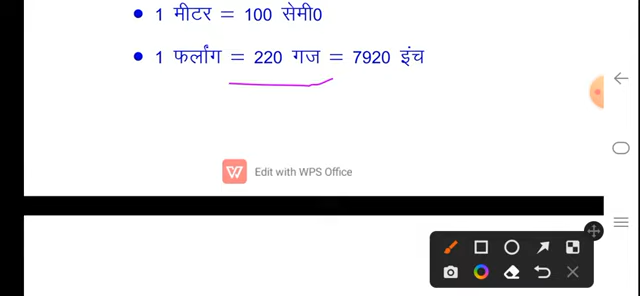 • 1 मीटर = 100 सेमी0
• 1 फर्लांग = 220 गज = 7920 इंच
Edit with WPS Office